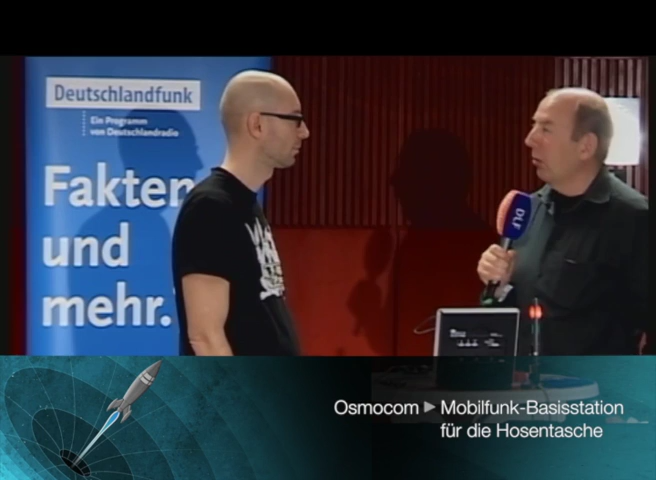 Deutschlandfunk
Ein Programm
von Deutschlandradio
Fakten
und
mehr.
DLF
Osmocom ▶ Mobilfunk-Basisstation
für die Hosentasche